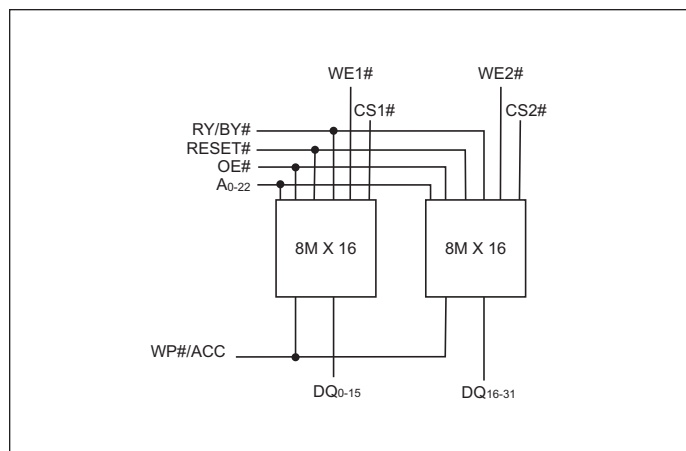 WE1#
WE2#
CS1#
CS2#
RY/BY#
RESET#
OE#
A0-22
8M X 16
8M X 16
WP#/ACC
DQ0-15
DQ16-31